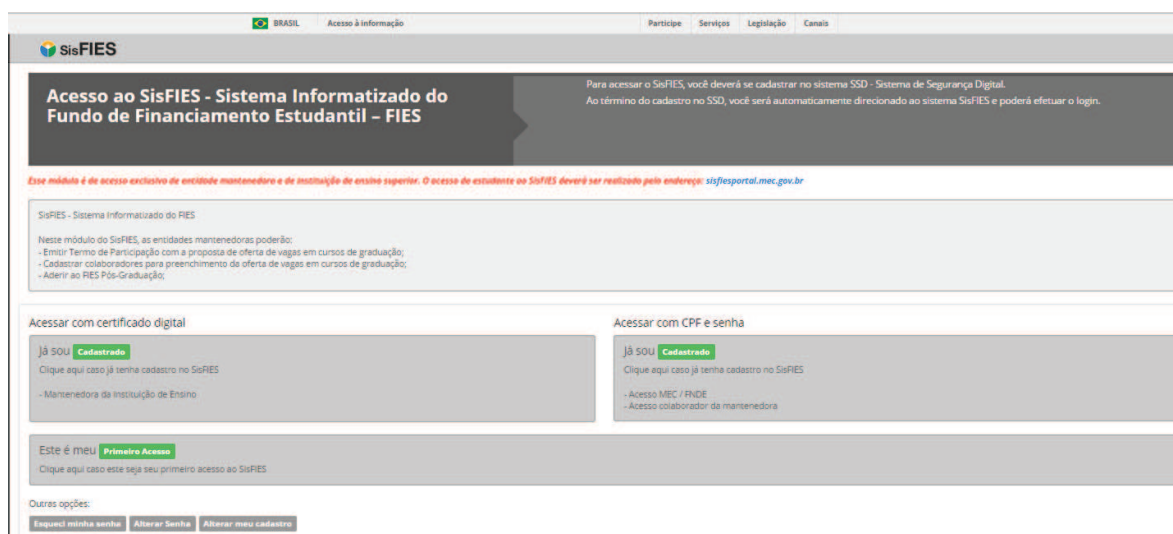 BRASIL Acesso à informação Participe Serviços Legislação Canais
SisFIES
Acesso ao SisFIES - Sistema Informatizado do
Fundo de Financiamento Estudantil – FIES
Para acessar o SisFIES, você deverá se cadastrar no sistema SSD - Sistema de Segurança Digital.
Ao término do cadastro no SSD, você será automaticamente direcionado ao sistema SisFIES e poderá efetuar o login.
Esse módulo é de acesso exclusivo de entidade mantenedora e de instituição de ensino superior. O acesso do estudante ao SisFIES deverá ser realizado pelo endereço: sisfiesportal.mec.gov.br
SisFIES - Sistema Informatizado do FIES
Neste módulo do SisFIES, as entidades mantenedoras poderão:
- Emitir Termo de Participação com a proposta de oferta de vagas em cursos de graduação;
- Cadastrar colaboradores para preenchimento da oferta de vagas em cursos de graduação;
- Aderir ao FIES Pós-Graduação;
Acessar com certificado digital
Já sou Cadastrado
Clique aqui caso já tenha cadastro no SisFIES
- Mantenedora da Instituição de Ensino
Acessar com CPF e senha
Já sou Cadastrado
Clique aqui caso já tenha cadastro no SisFIES
- Acesso MEC / FNDE
- Acesso colaborador da mantenedora
Este é meu Primeiro Acesso
Clique aqui caso este seja seu primeiro acesso ao SisFIES
Outras opções:
Esqueci minha senha Alterar Senha Alterar meu cadastro